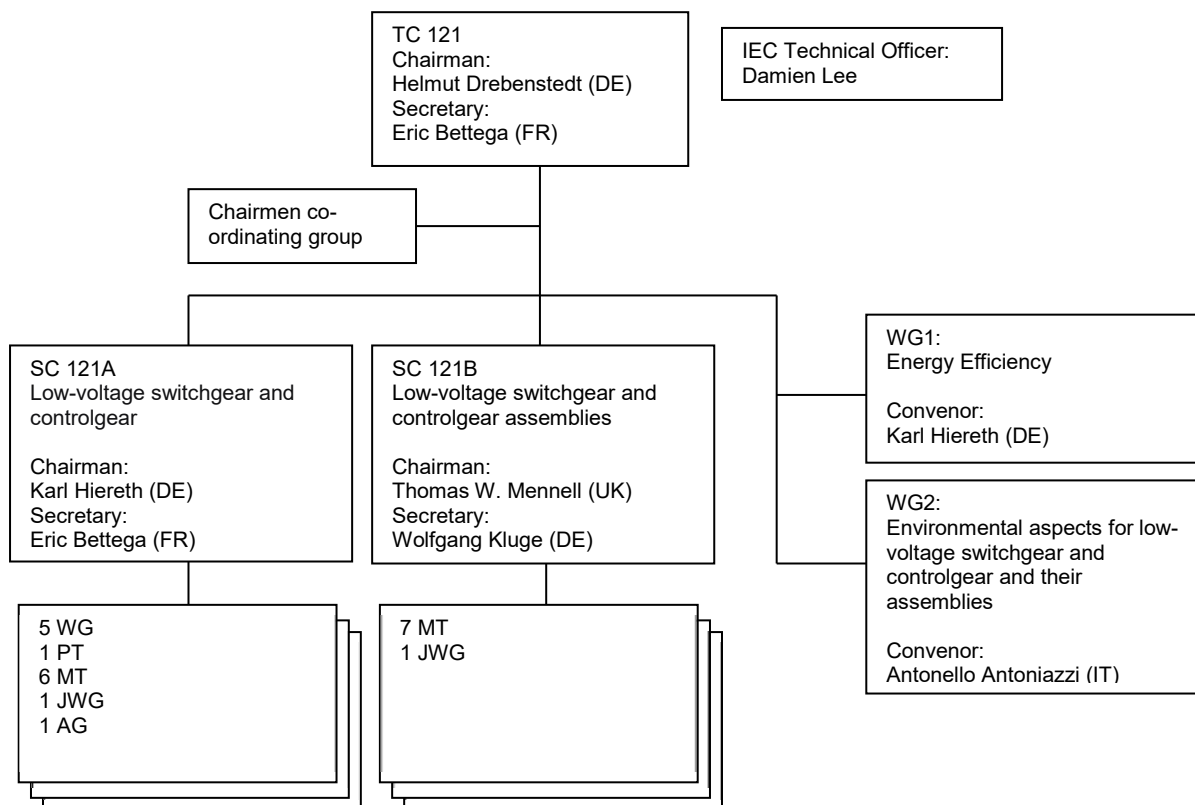 TC 121
Chairman:
Helmut Drebenstedt (DE)
Secretary:
Eric Bettega (FR)
IEC Technical Officer:
Damien Lee
Chairmen co-
ordinating group
SC 121A
Low-voltage switchgear and
controlgear
Chairman:
Karl Hiereth (DE)
Secretary:
Eric Bettega (FR)
SC 121B
Low-voltage switchgear and
controlgear assemblies
Chairman:
Thomas W. Mennell (UK)
Secretary:
Wolfgang Kluge (DE)
WG1:
Energy Efficiency
Convenor:
Karl Hiereth (DE)
WG2:
Environmental aspects for low-
voltage switchgear and
controlgear and their
assemblies
Convenor:
Antonello Antoniazzi (IT)
5 WG
1 PT
6 MT
1 JWG
1 AG
7 MT
1 JWG